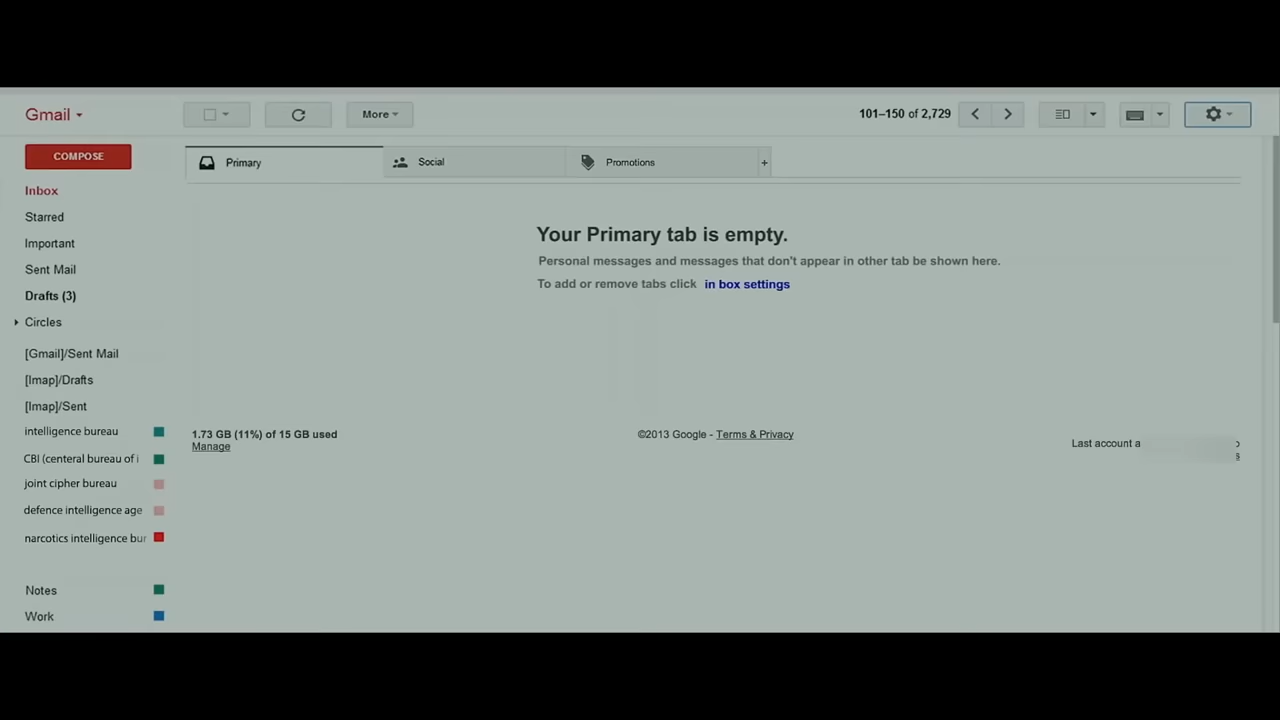 Gmail
More
101–150 of 2,729
COMPOSE
Primary
Social
Promotions
+
Inbox
Starred
Important
Sent Mail
Drafts (3)
Circles
[Gmail]/Sent Mail
[Imap]/Drafts
[Imap]/Sent
intelligence bureau
CBI (centeral bureau of i
joint cipher bureau
defence intelligence age
narcotics intelligence bur
Notes
Work
Your Primary tab is empty.
Personal messages and messages that don't appear in other tab be shown here.
To add or remove tabs click in box settings
1.73 GB (11%) of 15 GB used
Manage
©2013 Google - Terms & Privacy
Last account a